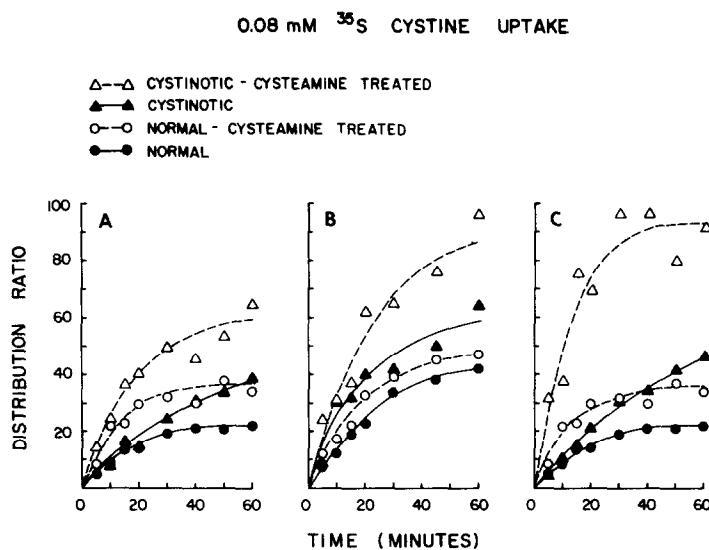 0.08 mM ³⁵S CYSTINE UPTAKE
CYSTINOTIC - CYSTEAMINE TREATED
CYSTINOTIC
NORMAL - CYSTEAMINE TREATED
NORMAL
DISTRIBUTION RATIO
100
80
60
40
20
A
B
C
0 20 40 60
0 20 40 60
0 20 40 60
TIME (MINUTES)